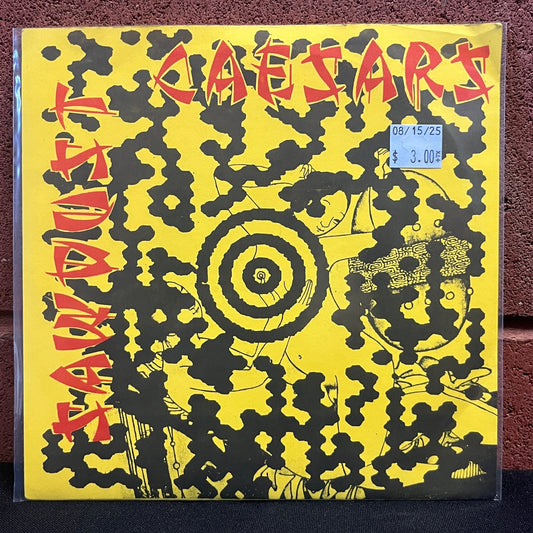 SAWDUST
CAESARS
08/15/25
$ 3.00